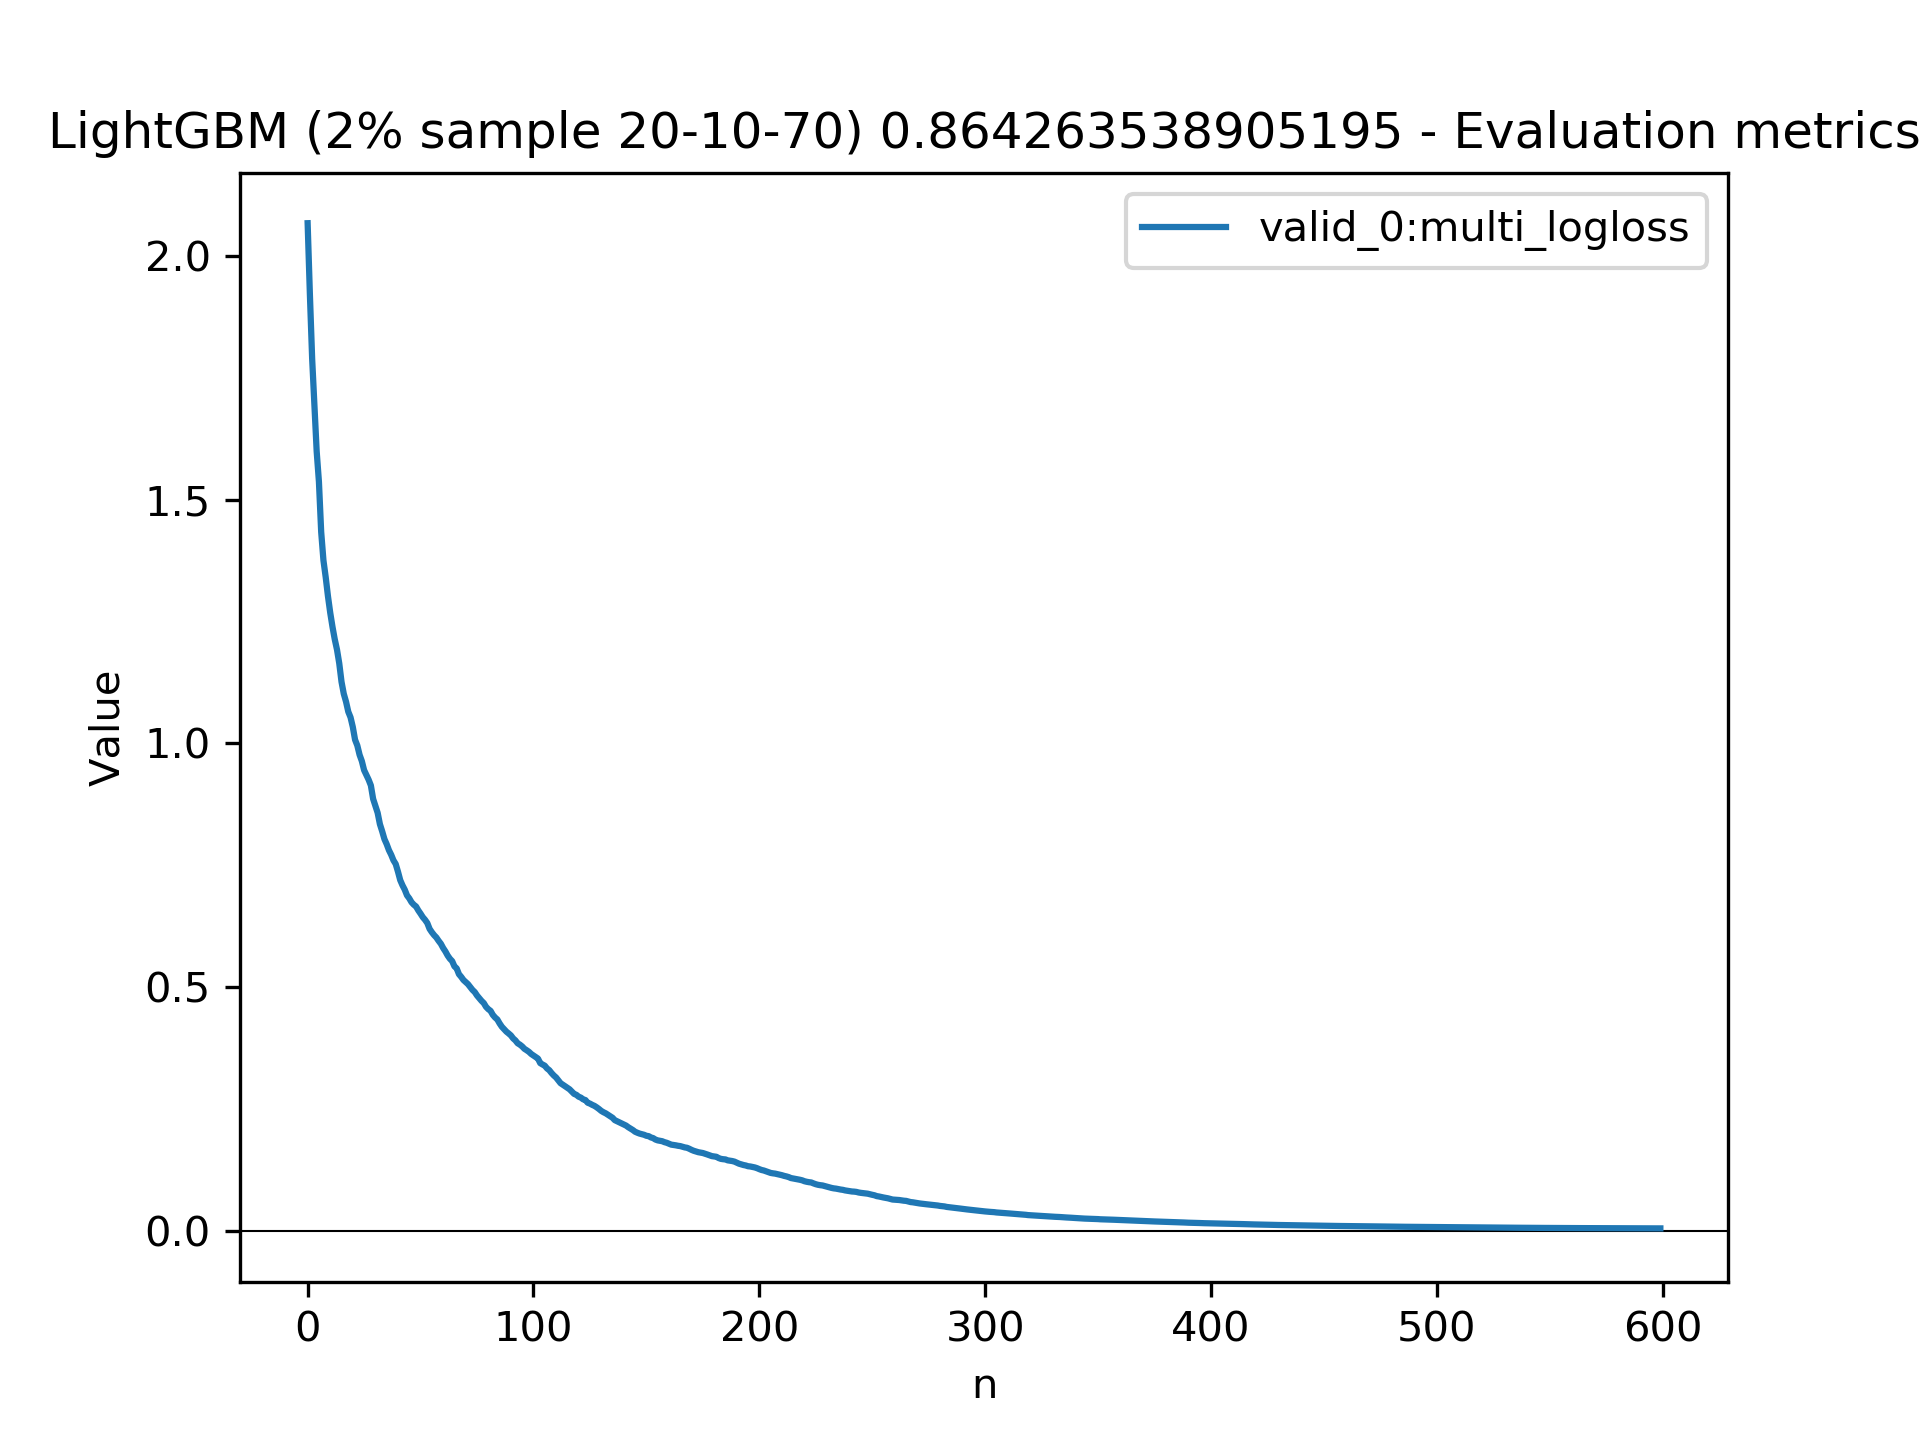 LightGBM (2% sample 20-10-70) 0.864263538905195 - Evaluation metrics
valid_0:multi_logloss
2.0
1.5
1.0
0.5
0.0
Value
0 100 200 300 400 500 600
n